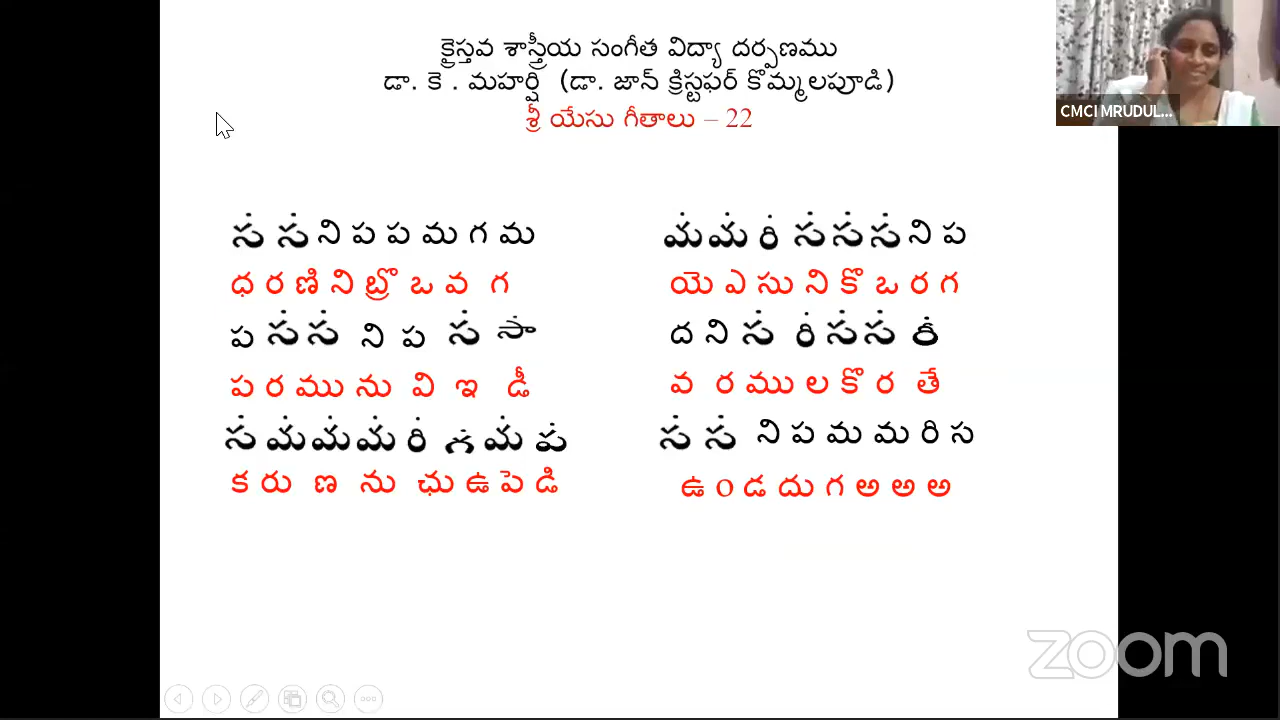 క్రైస్తవ శాస్త్రీయ సంగీత విద్యా దర్పణము
డా. కె . మహర్షి (డా. జాన్ క్రిస్టఫర్ కొమ్మలపూడి)
శ్రీ యేసు గీతాలు – 22
CMCI MRUDUL...
స̇ స̇ ని ప ప మ గ మ
ధ ర ణి ని బ్రొ ఒ వ గ
ప స̇ స̇ ని ప స̇ సా̇
ప ర ము ను వి ఇ డీ
స̇ మ̇ మ̇ మ̇ రి̇ గ̇ మ̇ ప̇
క రు ణ ను ఛు ఉ పె డి
మ̇ మ̇ రి̇ స̇ స̇ స̇ ని ప
యె ఎ సు ని కొ ఒ ర గ
ద ని స̇ రి̇ స̇ స̇ రీ̇
వ ర ము ల కొ ర తే
స̇ స̇ ని ప మ మ రి స
ఉ ం డ దు గ అ అ అ
zoom